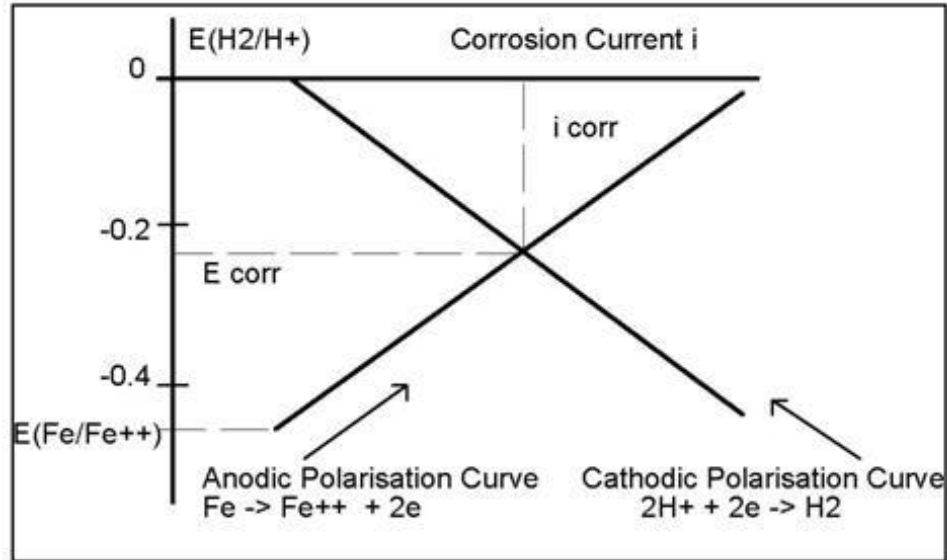 E(H2/H+)
Corrosion Current i
0
i corr
-0.2
E corr
-0.4
E(Fe/Fe++)
Anodic Polarisation Curve
Fe -> Fe++ + 2e
Cathodic Polarisation Curve
2H+ + 2e -> H2